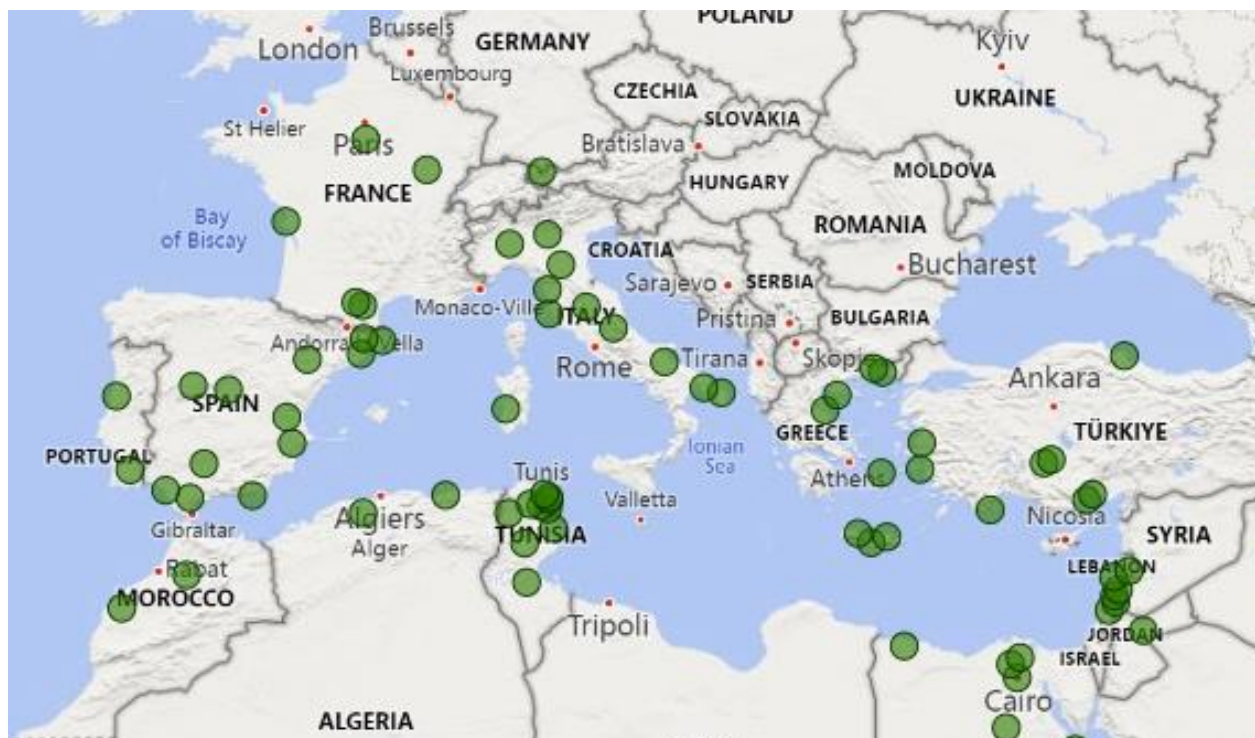 POLAND
London
Brussels
GERMANY
Kyiv
Luxembourg
CZECHIA
UKRAINE
St Helier
SLOVAKIA
Paris
Bratislava
MOLDOVA
FRANCE
HUNGARY
Bay
of Biscay
ROMANIA
CROATIA
Bucharest
Sarajevo
SERBIA
Monaco-Ville
ITALY
Pristina
BULGARIA
Andorra Vella
Rome
Tirana
Skopje
Ankara
SPAIN
GREECE
TÜRKIYE
PORTUGAL
Ionian
Sea
Athens
Tunis
Valletta
Gibraltar
Algiers
Alger
TUNISIA
Nicosia
SYRIA
Rabat
LEBANON
MOROCCO
Tripoli
JORDAN
ISRAEL
Cairo
ALGERIA